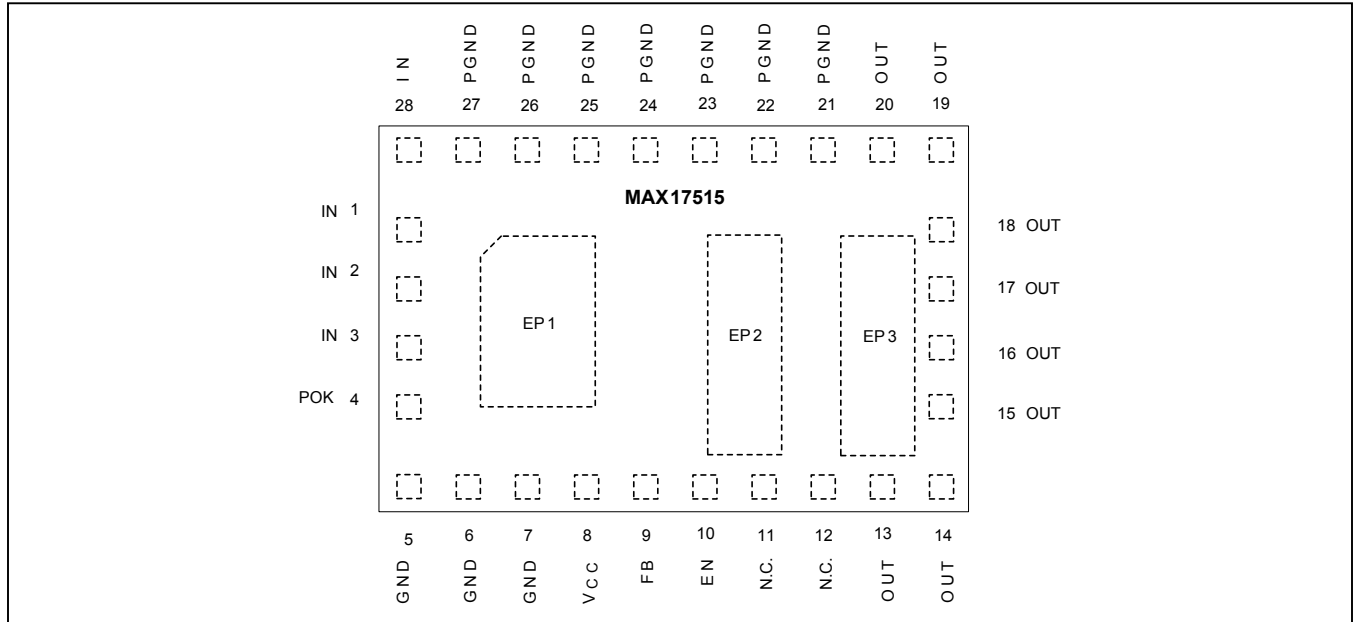 IN PGND PGND PGND PGND PGND PGND PGND OUT OUT
28 27 26 25 24 23 22 21 20 19
MAX17515
IN 1
18 OUT
IN 2
17 OUT
IN 3
EP1 EP2 EP3
16 OUT
POK 4
15 OUT
5 6 7 8 9 10 11 12 13 14
GND GND GND VCC FB EN N.C. N.C. OUT OUT